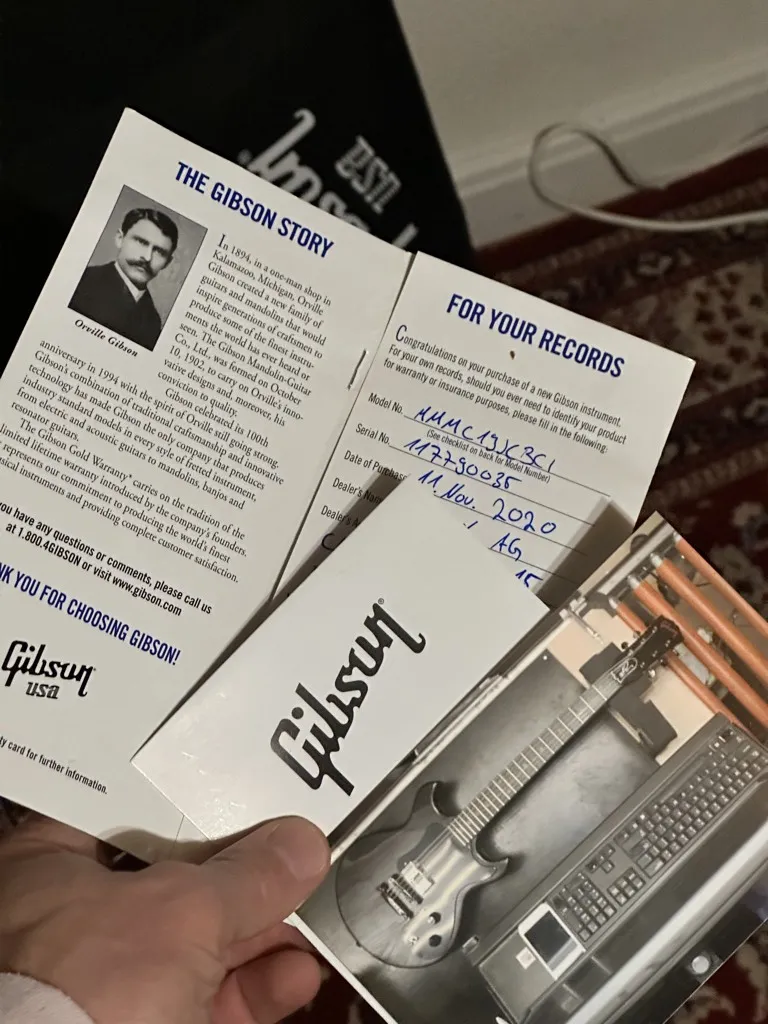 THE GIBSON STORY
In 1894, in a one-man shop in
Kalamazoo, Michigan, Orville
Gibson created a new family of
guitars and mandolins that would
inspire generations of craftsmen to
produce some of the finest instru-
ments the world has ever heard or
seen. The Gibson Mandolin-Guitar
Co., Ltd., was formed on October
10, 1902, to carry on Orville's inno-
vative designs and, moreover, his
conviction to quality.
Orville Gibson
Gibson celebrated its 100th
anniversary in 1994 with the spirit of Orville still going strong.
Gibson's combination of traditional craftsmanship and innovative
technology has made Gibson the only company that produces
industry standard models in every style of fretted instrument,
from electric and acoustic guitars to mandolins, banjos and
resonator guitars.
The Gibson Gold Warranty* carries on the tradition of the
limited lifetime warranty introduced by the company's founders.
represents our commitment to producing the world's finest
musical instruments and providing complete customer satisfaction.
you have any questions or comments, please call us
at 1.800.4GIBSON or visit www.gibson.com
THANK YOU FOR CHOOSING GIBSON!
Gibson
USA
card for further information.
FOR YOUR RECORDS
Congratulations on your purchase of a new Gibson instrument.
For your own records, should you ever need to identify your product
for warranty or insurance purposes, please fill in the following:
Model No.
(See checklist on back for Model Number)
Serial No. 117790035
Date of Purchase 11. Nov. 2020
Dealer's Name AG
Dealer's 15
Gibson®
Gibson
USA